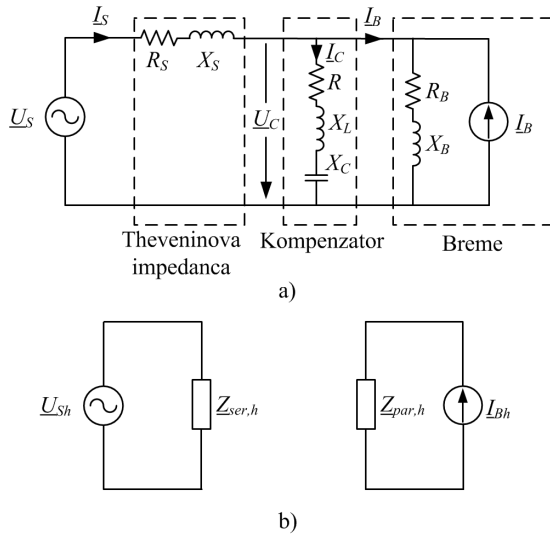 I_S
I_B
R_S X_S
I_C
R
R_B
U_S
U_C
X_L
I_B
X_B
X_C
Theveninova impedanca
Kompenzator
Breme
a)
U_Sh
Z_ser,h
Z_par,h
I_Bh
b)